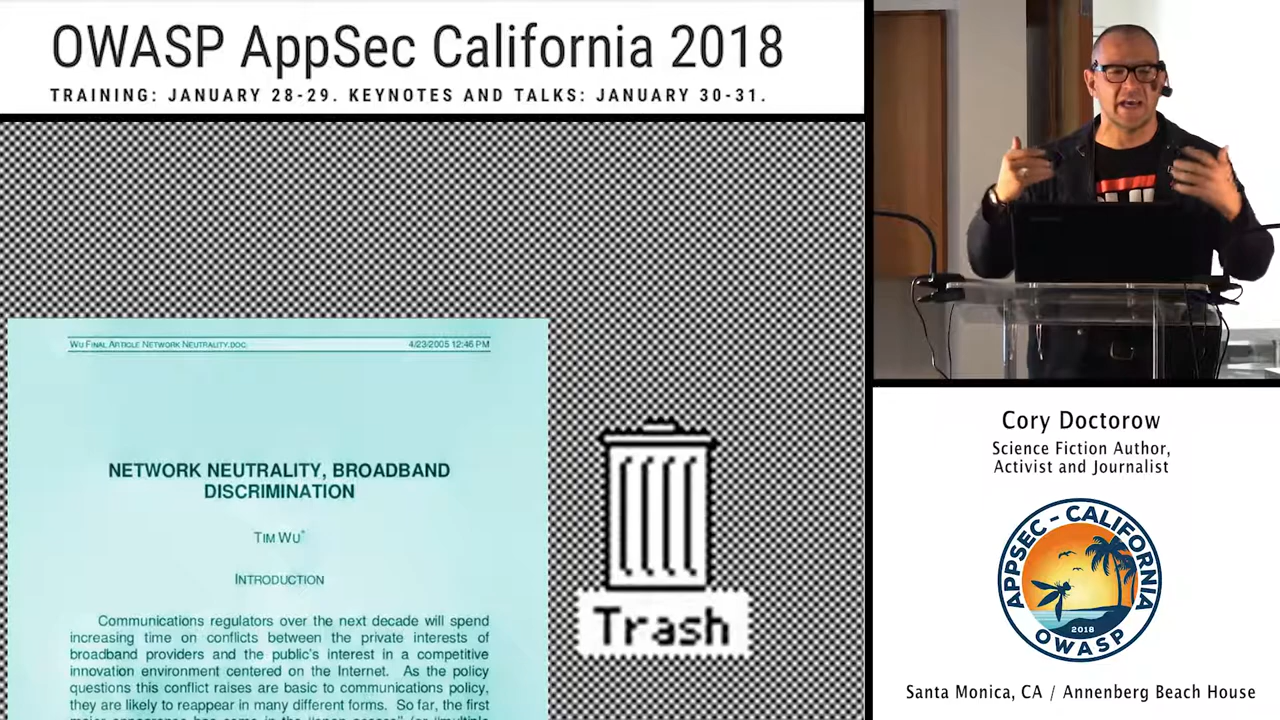 OWASP AppSec California 2018
TRAINING: JANUARY 28-29. KEYNOTES AND TALKS: JANUARY 30-31.
WU FINAL ARTICLE NETWORK NEUTRALITY.DOC
4/23/2005 12:46 PM
NETWORK NEUTRALITY, BROADBAND
DISCRIMINATION
TIM WU*
INTRODUCTION
Communications regulators over the next decade will spend
increasing time on conflicts between the private interests of
broadband providers and the public's interest in a competitive
innovation environment centered on the Internet. As the policy
questions this conflict raises are basic to communications policy,
they are likely to reappear in many different forms. So far, the first
Trash
Cory Doctorow
Science Fiction Author,
Activist and Journalist
APPSEC - CALIFORNIA
2018
OWASP
Santa Monica, CA / Annenberg Beach House